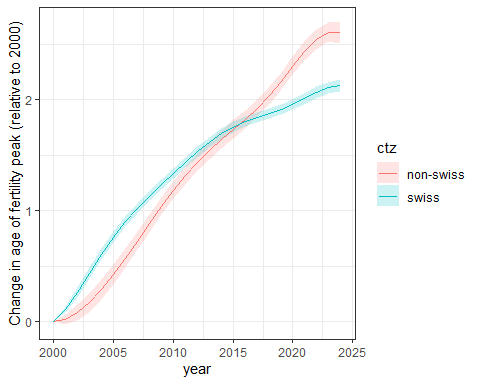 Change in age of fertility peak (relative to 2000)
2
1
0
2000
2005
2010
2015
2020
2025
year
ctz
non-swiss
swiss